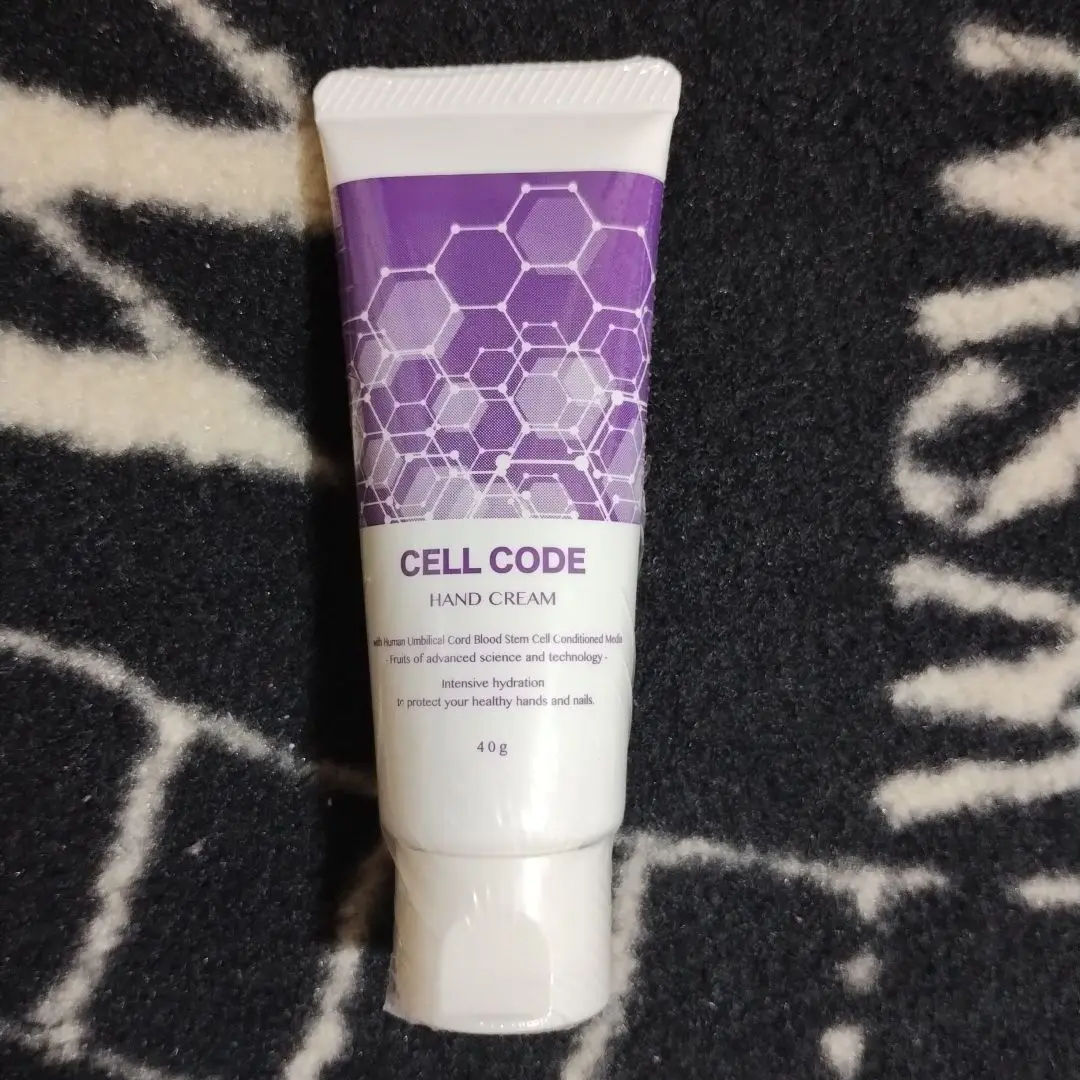 CELL CODE
HAND CREAM
with Human Umbilical Cord Blood Stem Cell Conditioned Media
- Fruits of advanced science and technology -
Intensive hydration
to protect your healthy hands and nails.
40g